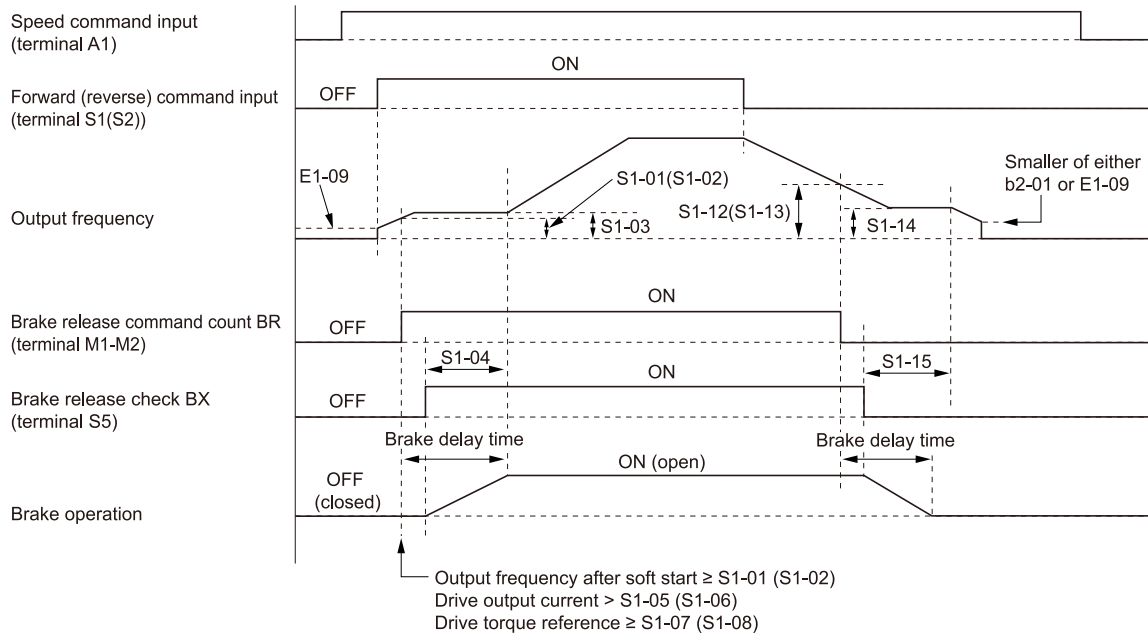 Speed command input
(terminal A1)
ON
Forward (reverse) command input
(terminal S1(S2))
OFF
E1-09
S1-01(S1-02)
Smaller of either
b2-01 or E1-09
Output frequency
S1-03
S1-12(S1-13)
S1-14
ON
Brake release command count BR
(terminal M1-M2)
OFF
S1-04
S1-15
ON
Brake release check BX
(terminal S5)
OFF
Brake delay time
Brake delay time
ON (open)
OFF
(closed)
Brake operation
Output frequency after soft start ≥ S1-01 (S1-02)
Drive output current > S1-05 (S1-06)
Drive torque reference ≥ S1-07 (S1-08)